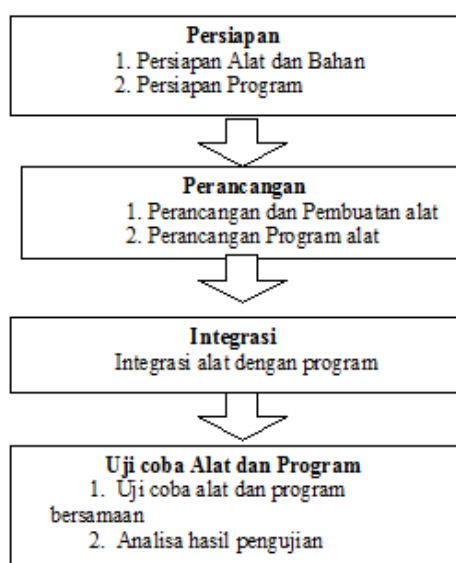 Persiapan
1. Persiapan Alat dan Bahan
2. Persiapan Program
Perancangan
1. Perancangan dan Pembuatan alat
2. Perancangan Program alat
Integrasi
Integrasi alat dengan program
Uji coba Alat dan Program
1. Uji coba alat dan program
bersamaan
2. Analisa hasil pengujian